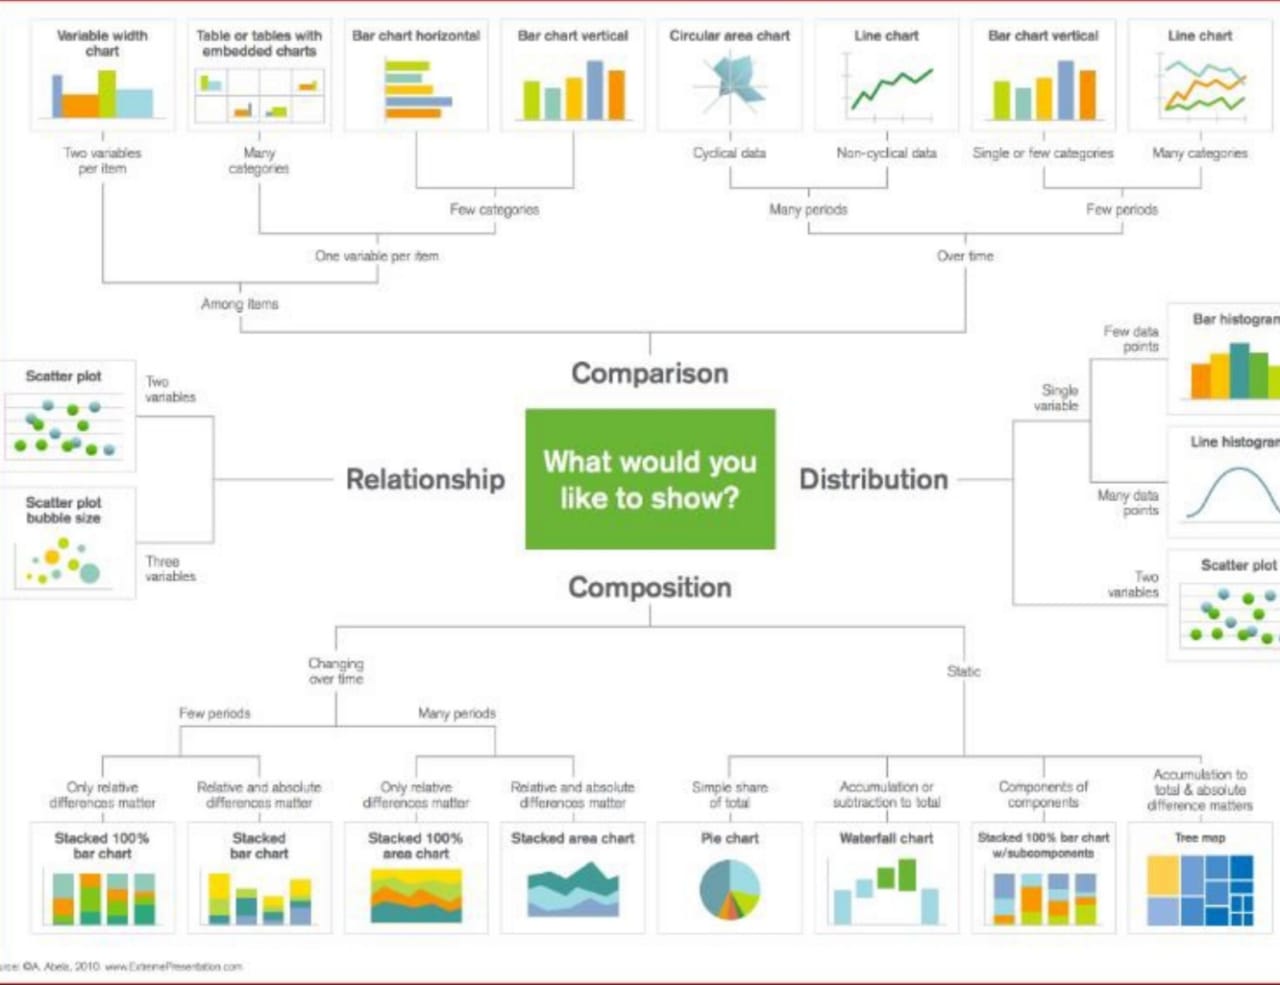 Variable width
chart
Table or tables with
embedded charts
Bar chart horizontal
Bar chart vertical
Circular area chart
Line chart
Bar chart vertical
Line chart
Two variables
per item
Many
categories
Cyclical data
Non-cyclical data
Single or few categories
Many categories
Few categories
Many periods
Few periods
One variable per item
Over time
Among items
Comparison
Scatter plot
Two
variables
Relationship
Scatter plot
bubble size
Three
variables
What would you
like to show?
Distribution
Single
variable
Few data
points
Bar histogram
Many data
points
Line histogram
Two
variables
Scatter plot
Composition
Changing
over time
Static
Few periods
Many periods
Only relative
differences matter
Relative and absolute
differences matter
Only relative
differences matter
Relative and absolute
differences matter
Simple share
of total
Accumulation or
subtraction to total
Components of
components
Accumulation to
total & absolute
difference matters
Stacked 100%
bar chart
Stacked
bar chart
Stacked 100%
area chart
Stacked area chart
Pie chart
Waterfall chart
Stacked 100% bar chart
w/subcomponents
Tree map
©A. Abela, 2010. www.ExtremePresentation.com